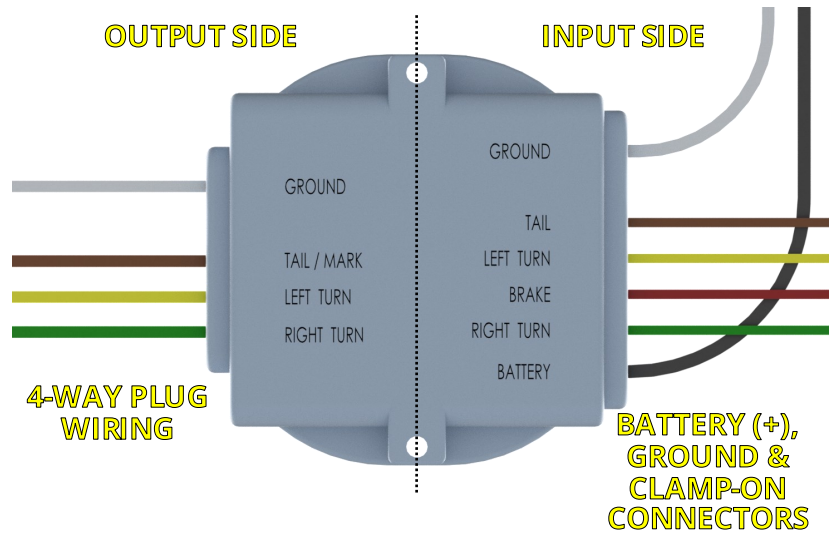 OUTPUT SIDE
INPUT SIDE
GROUND
TAIL / MARK
LEFT TURN
RIGHT TURN
GROUND
TAIL
LEFT TURN
BRAKE
RIGHT TURN
BATTERY
4-WAY PLUG
WIRING
BATTERY (+),
GROUND &
CLAMP-ON
CONNECTORS